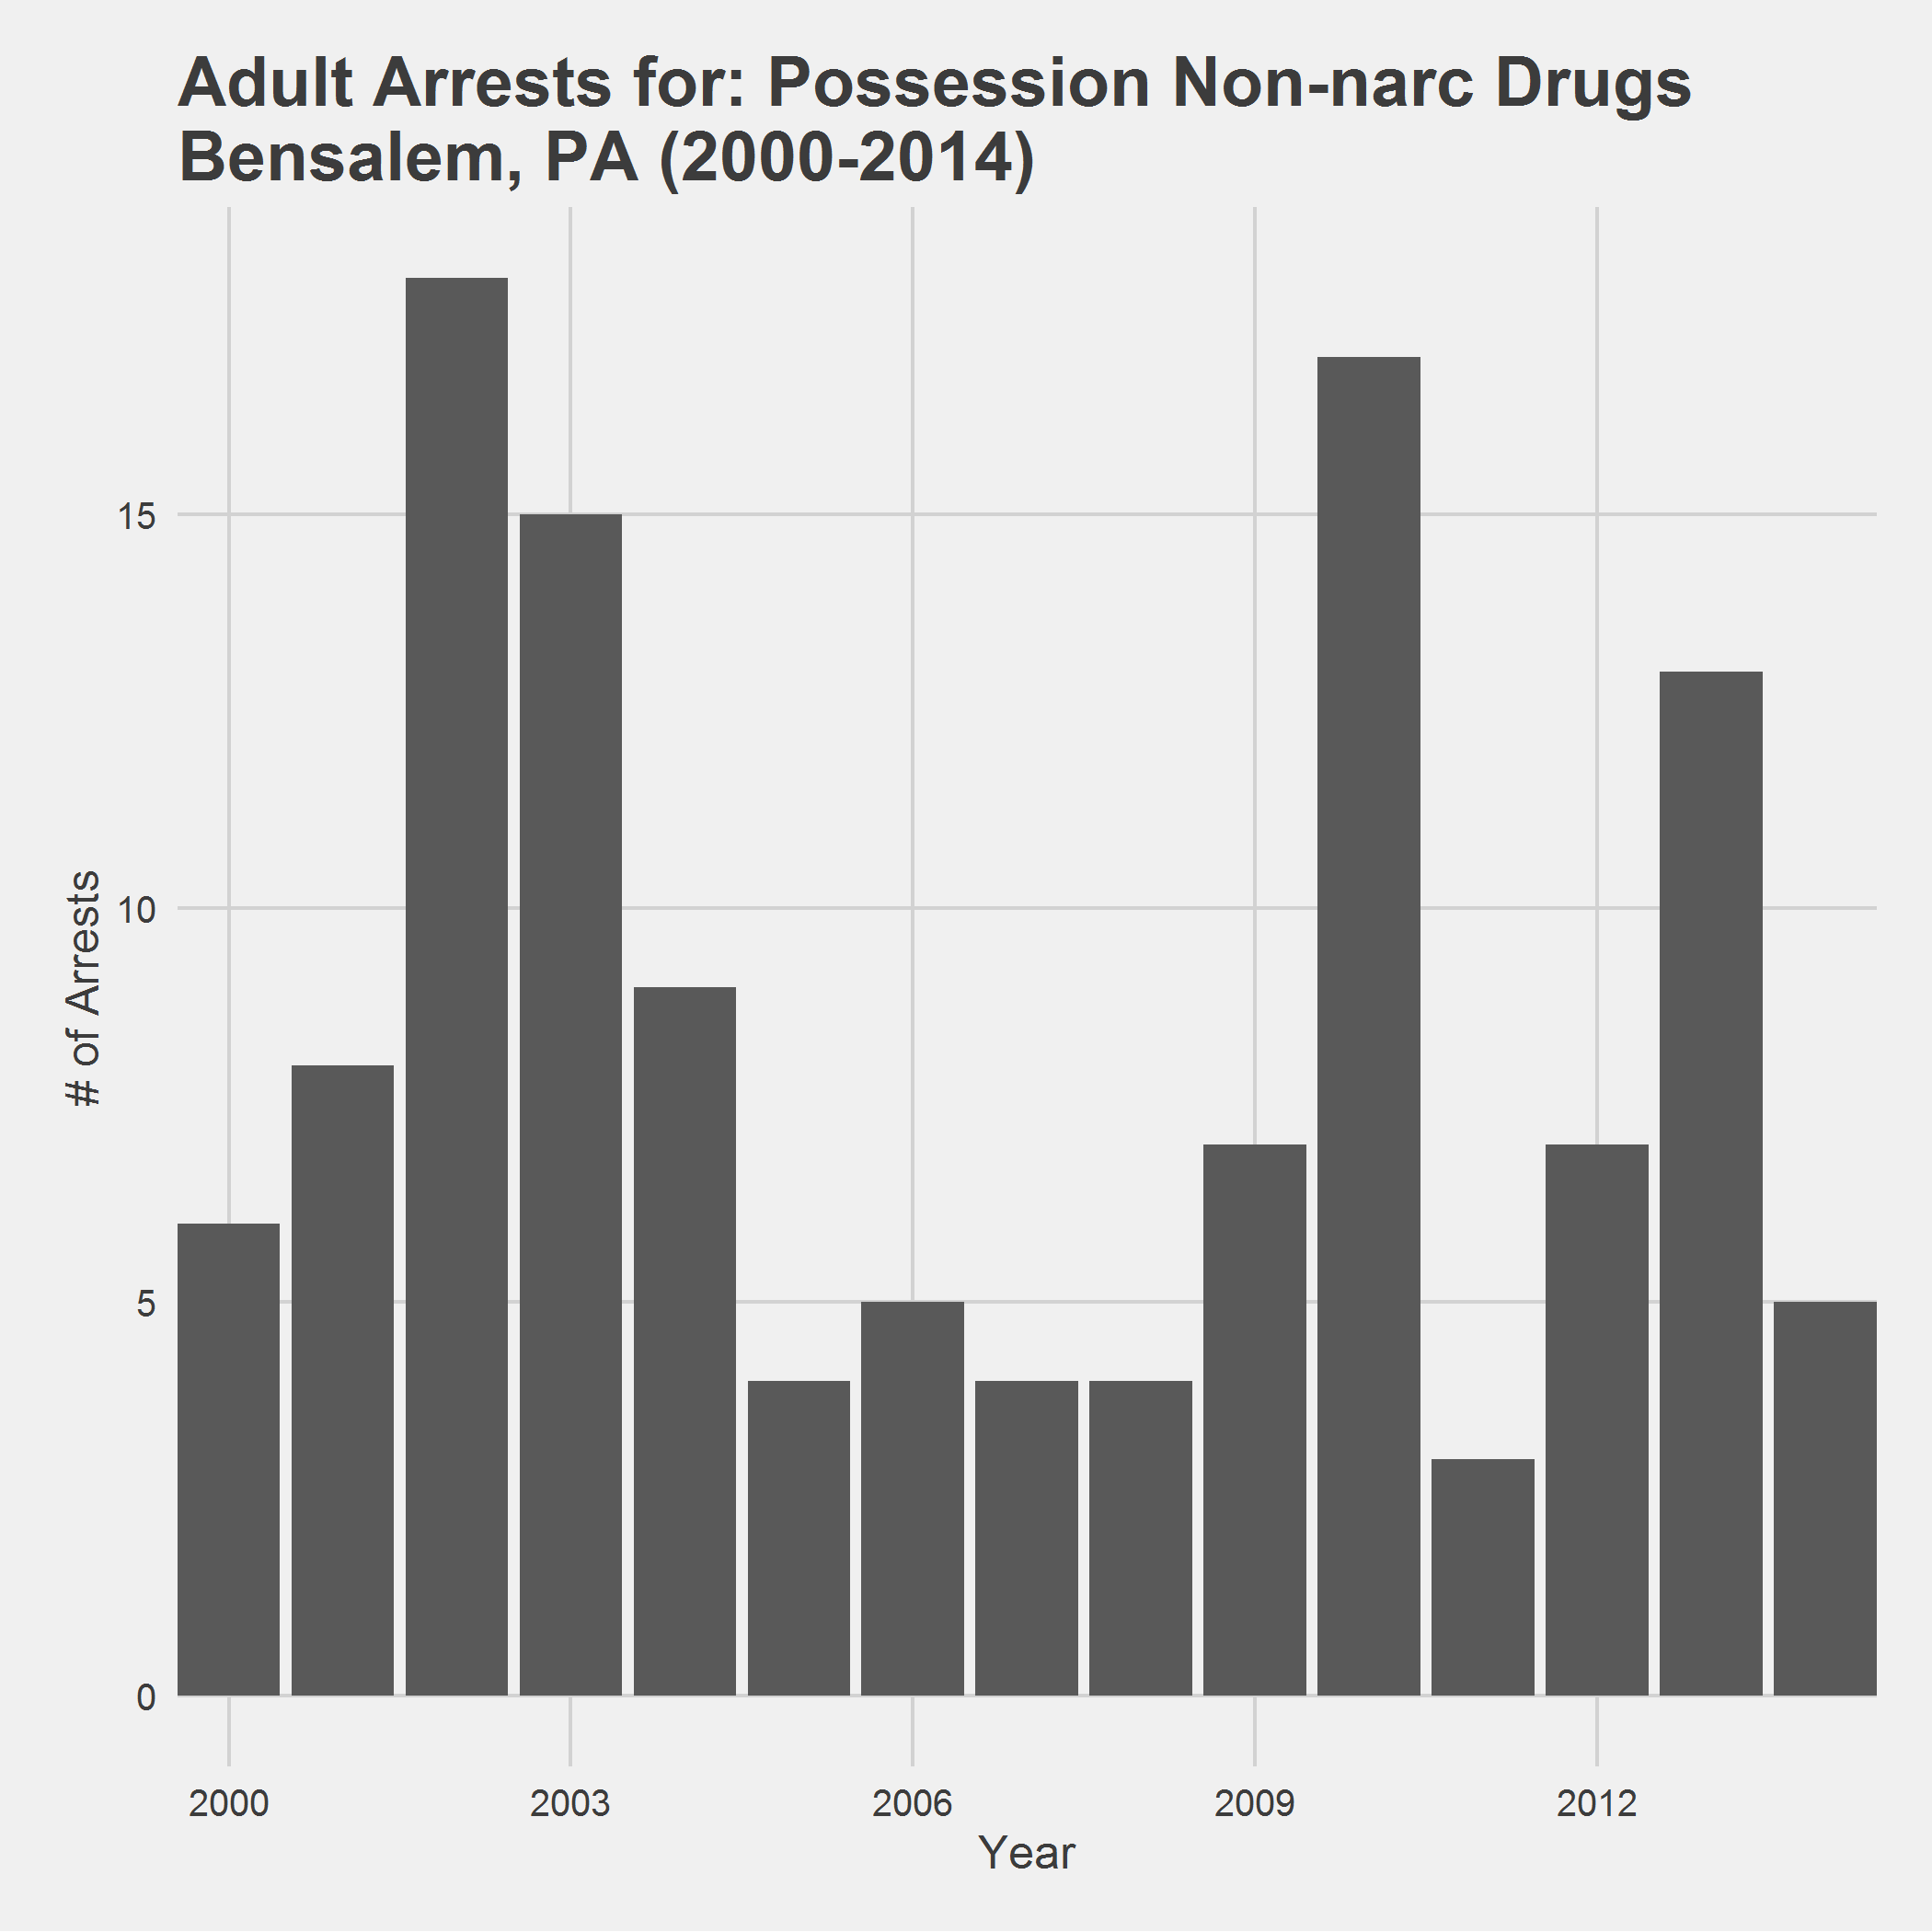 Adult Arrests for: Possession Non-narc Drugs
Bensalem, PA (2000-2014)
# of Arrests
15
10
5
0
2000 2003 2006 2009 2012
Year